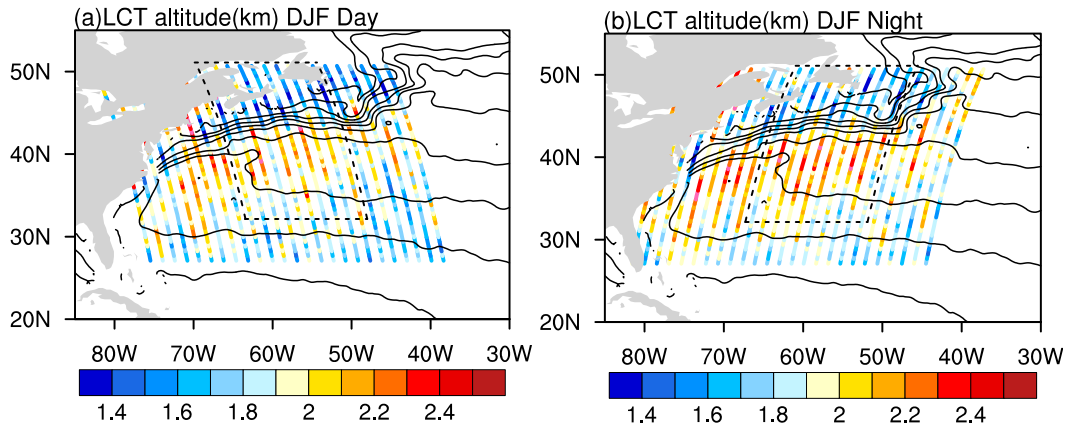 (a)LCT altitude(km) DJF Day
50N
40N
30N
20N
80W 70W 60W 50W 40W 30W
1.4 1.6 1.8 2 2.2 2.4
(b)LCT altitude(km) DJF Night
50N
40N
30N
20N
80W 70W 60W 50W 40W 30W
1.4 1.6 1.8 2 2.2 2.4